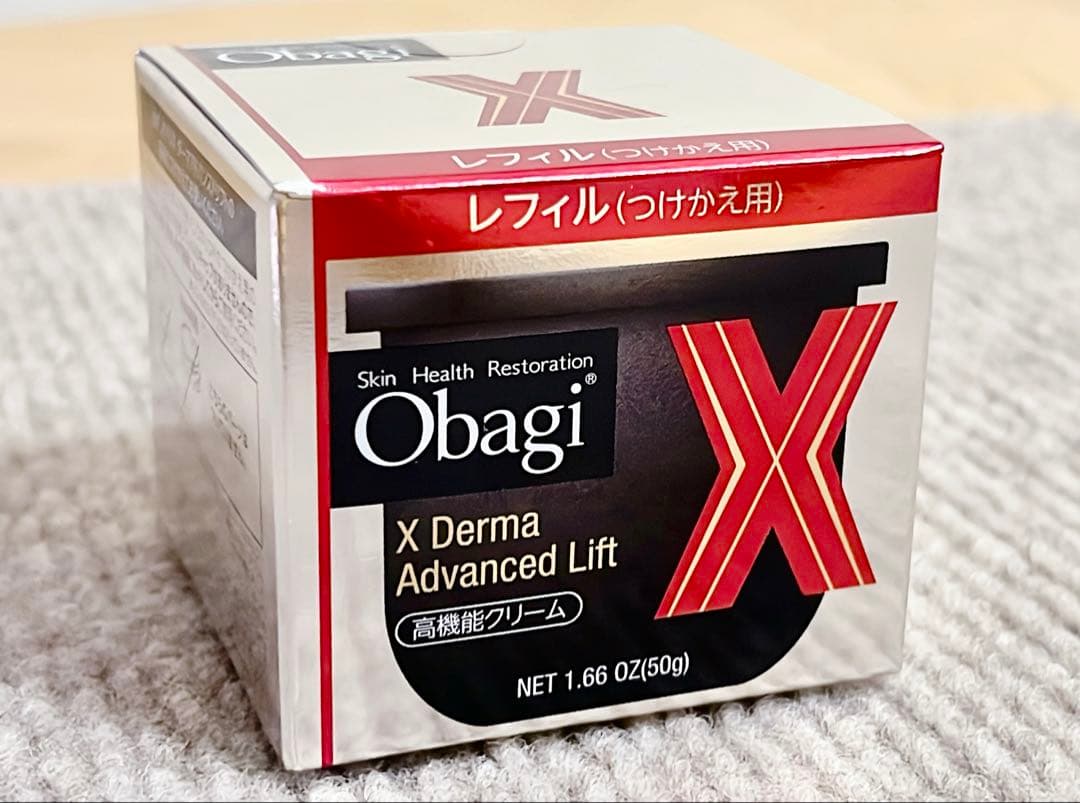 Obagi
X
レフィル(つけかえ用)
レフィル(つけかえ用)
Skin Health Restoration
Obagi®
X
X Derma
Advanced Lift
高機能クリーム
NET 1.66 OZ(50g)